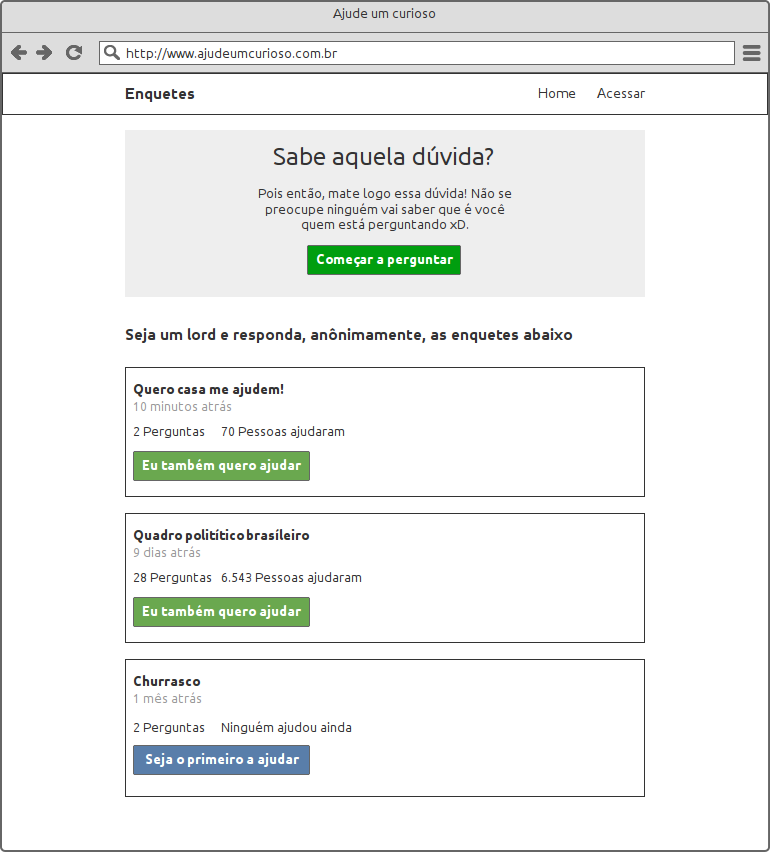 Ajude um curioso
http://www.ajudeumcurioso.com.br
Enquetes Home Acessar
Sabe aquela dúvida?
Pois então, mate logo essa dúvida! Não se
preocupe ninguém vai saber que é você
quem está perguntando xD.
Começar a perguntar
Seja um lord e responda, anônimamente, as enquetes abaixo
Quero casa me ajudem!
10 minutos atrás
2 Perguntas 70 Pessoas ajudaram
Eu também quero ajudar
Quadro politítico brasíleiro
9 dias atrás
28 Perguntas 6.543 Pessoas ajudaram
Eu também quero ajudar
Churrasco
1 mês atrás
2 Perguntas Ninguém ajudou ainda
Seja o primeiro a ajudar